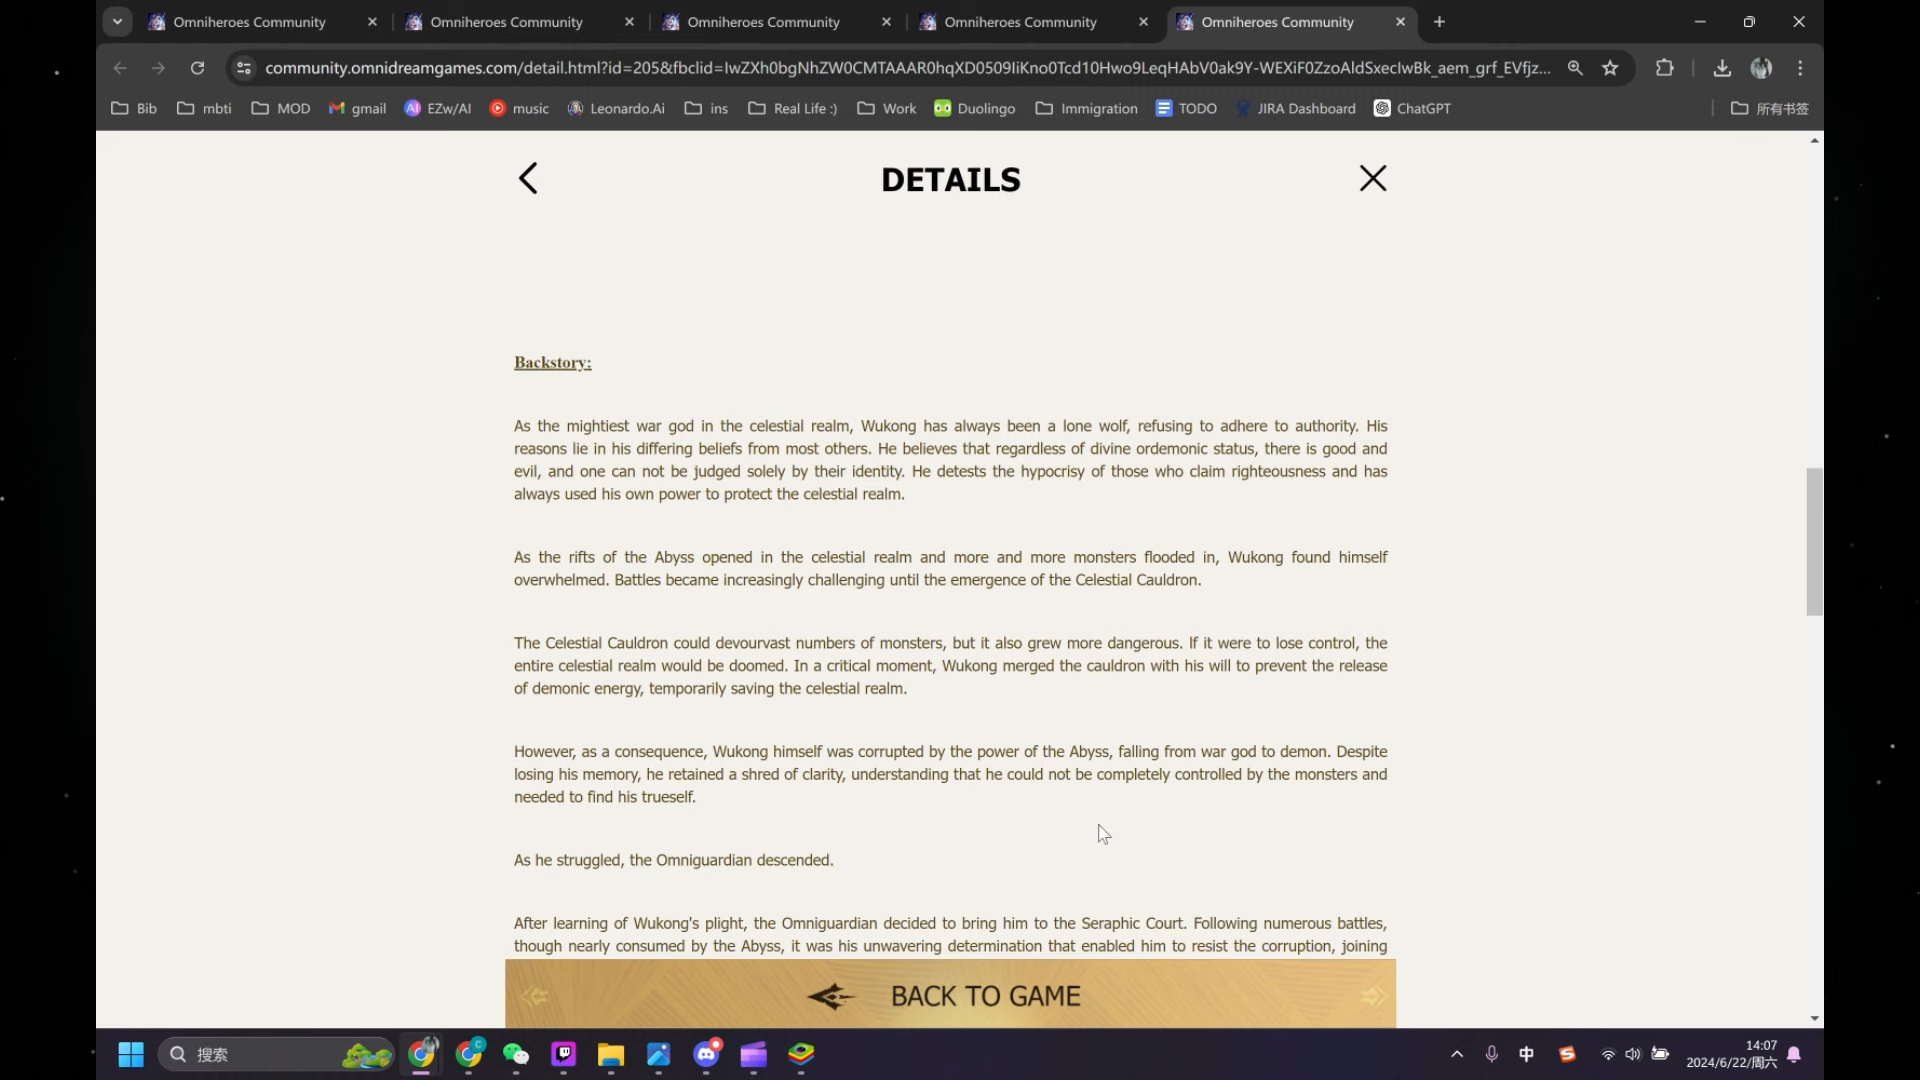 Omniheroes Community
Omniheroes Community
Omniheroes Community
Omniheroes Community
Omniheroes Community
community.omnidreamgames.com/detail.html?id=205&fbclid=IwZXh0bgNhZW0CMTAAAR0hqXD0509IiKno0Tcd10Hwo9LeqHAbV0ak9Y-WEXiF0ZzoAldSxecIwBk_aem_grf_EVfjz...
Bib
mbti
MOD
gmail
EZw/AI
music
Leonardo.Ai
ins
Real Life :)
Work
Duolingo
Immigration
TODO
JIRA Dashboard
ChatGPT
所有书签
DETAILS
Backstory:
As the mightiest war god in the celestial realm, Wukong has always been a lone wolf, refusing to adhere to authority. His
reasons lie in his differing beliefs from most others. He believes that regardless of divine ordemonic status, there is good and
evil, and one can not be judged solely by their identity. He detests the hypocrisy of those who claim righteousness and has
always used his own power to protect the celestial realm.
As the rifts of the Abyss opened in the celestial realm and more and more monsters flooded in, Wukong found himself
overwhelmed. Battles became increasingly challenging until the emergence of the Celestial Cauldron.
The Celestial Cauldron could devourvast numbers of monsters, but it also grew more dangerous. If it were to lose control, the
entire celestial realm would be doomed. In a critical moment, Wukong merged the cauldron with his will to prevent the release
of demonic energy, temporarily saving the celestial realm.
However, as a consequence, Wukong himself was corrupted by the power of the Abyss, falling from war god to demon. Despite
losing his memory, he retained a shred of clarity, understanding that he could not be completely controlled by the monsters and
needed to find his trueself.
As he struggled, the Omniguardian descended.
After learning of Wukong's plight, the Omniguardian decided to bring him to the Seraphic Court. Following numerous battles,
though nearly consumed by the Abyss, it was his unwavering determination that enabled him to resist the corruption, joining
BACK TO GAME
搜索
中
14:07
2024/6/22/周六